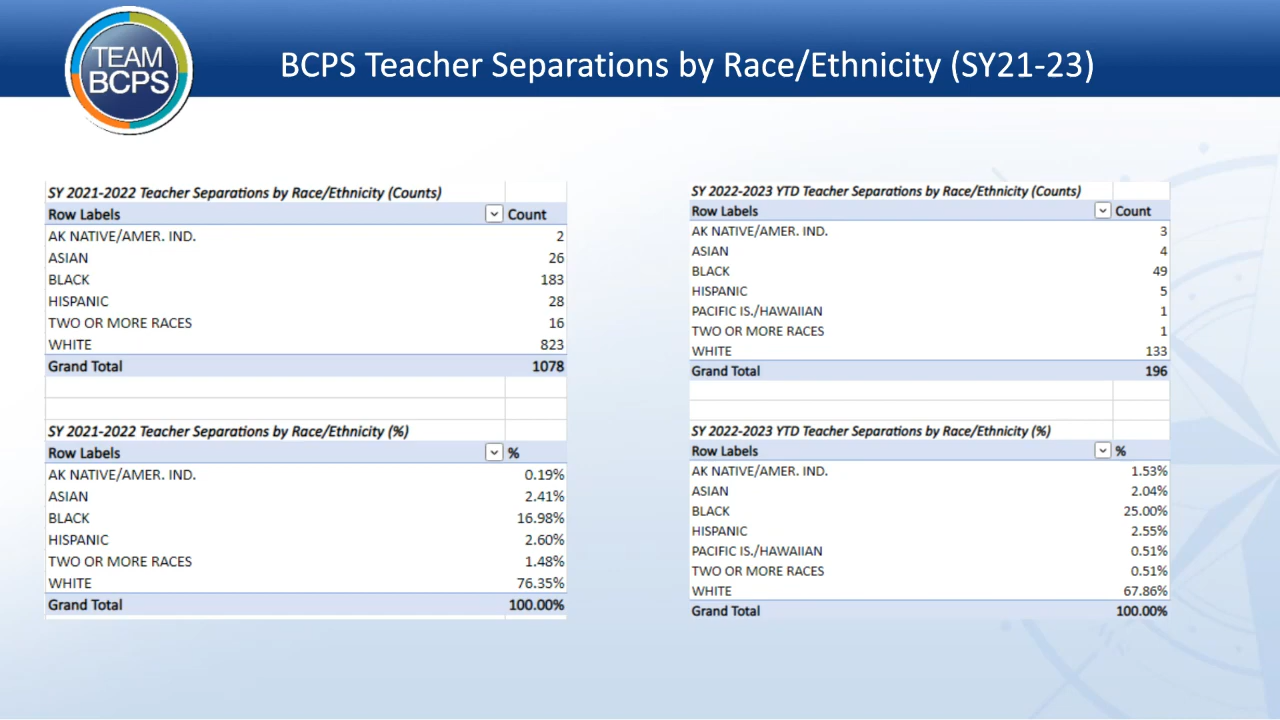 TEAM
BCPS
BCPS Teacher Separations by Race/Ethnicity (SY21-23)
SY 2021-2022 Teacher Separations by Race/Ethnicity (Counts)
Row Labels Count
AK NATIVE/AMER. IND. 2
ASIAN 26
BLACK 183
HISPANIC 28
TWO OR MORE RACES 16
WHITE 823
Grand Total 1078
SY 2021-2022 Teacher Separations by Race/Ethnicity (%)
Row Labels %
AK NATIVE/AMER. IND. 0.19%
ASIAN 2.41%
BLACK 16.98%
HISPANIC 2.60%
TWO OR MORE RACES 1.48%
WHITE 76.35%
Grand Total 100.00%
SY 2022-2023 YTD Teacher Separations by Race/Ethnicity (Counts)
Row Labels Count
AK NATIVE/AMER. IND. 3
ASIAN 4
BLACK 49
HISPANIC 5
PACIFIC IS./HAWAIIAN 1
TWO OR MORE RACES 1
WHITE 133
Grand Total 196
SY 2022-2023 YTD Teacher Separations by Race/Ethnicity (%)
Row Labels %
AK NATIVE/AMER. IND. 1.53%
ASIAN 2.04%
BLACK 25.00%
HISPANIC 2.55%
PACIFIC IS./HAWAIIAN 0.51%
TWO OR MORE RACES 0.51%
WHITE 67.86%
Grand Total 100.00%